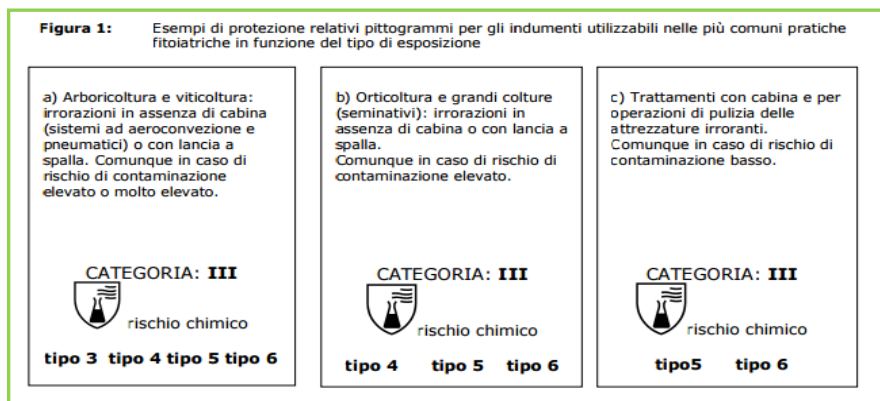 Figura 1: Esempi di protezione relativi pittogrammi per gli indumenti utilizzabili nelle più comuni pratiche
fitoiatriche in funzione del tipo di esposizione
a) Arboricoltura e viticoltura:
irrorazioni in assenza di cabina
(sistemi ad aeroconvezione e
pneumatici) o con lancia a
spalla. Comunque in caso di
rischio di contaminazione
elevato o molto elevato.
CATEGORIA: III
rischio chimico
tipo 3 tipo 4 tipo 5 tipo 6
b) Orticoltura e grandi colture
(seminativi): irrorazioni in
assenza di cabina o con lancia a
spalla.
Comunque in caso di rischio di
contaminazione elevato.
CATEGORIA: III
rischio chimico
tipo 4 tipo 5 tipo 6
c) Trattamenti con cabina e per
operazioni di pulizia delle
attrezzature irroranti.
Comunque in caso di rischio di
contaminazione basso.
CATEGORIA: III
rischio chimico
tipo5 tipo 6